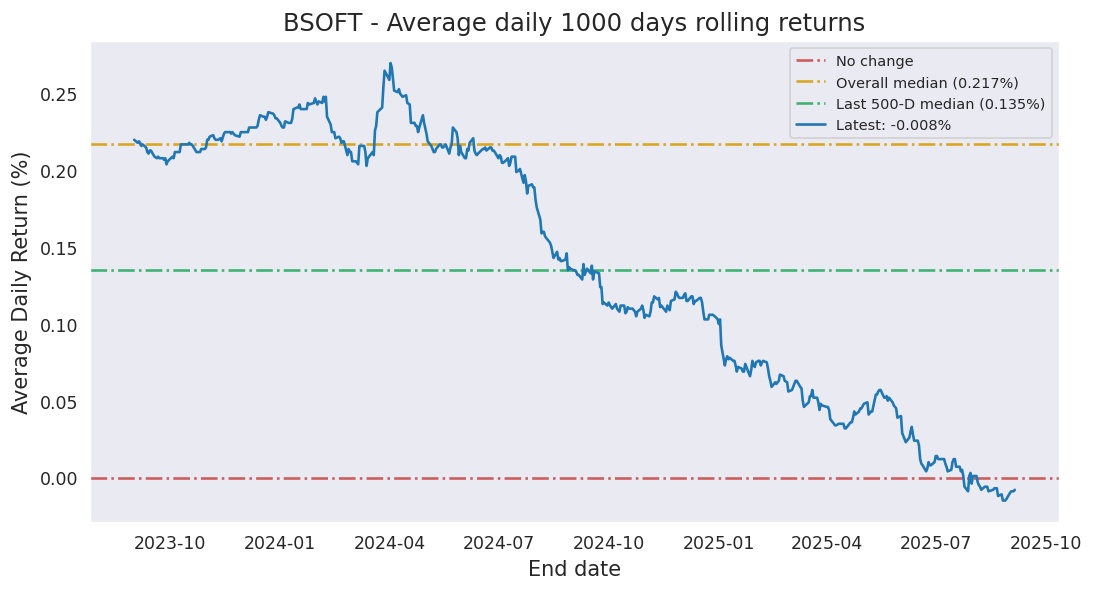 BSOFT - Average daily 1000 days rolling returns
No change
Overall median (0.217%)
Last 500-D median (0.135%)
Latest: -0.008%
Average Daily Return (%)
0.25
0.20
0.15
0.10
0.05
0.00
2023-10 2024-01 2024-04 2024-07 2024-10 2025-01 2025-04 2025-07 2025-10
End date